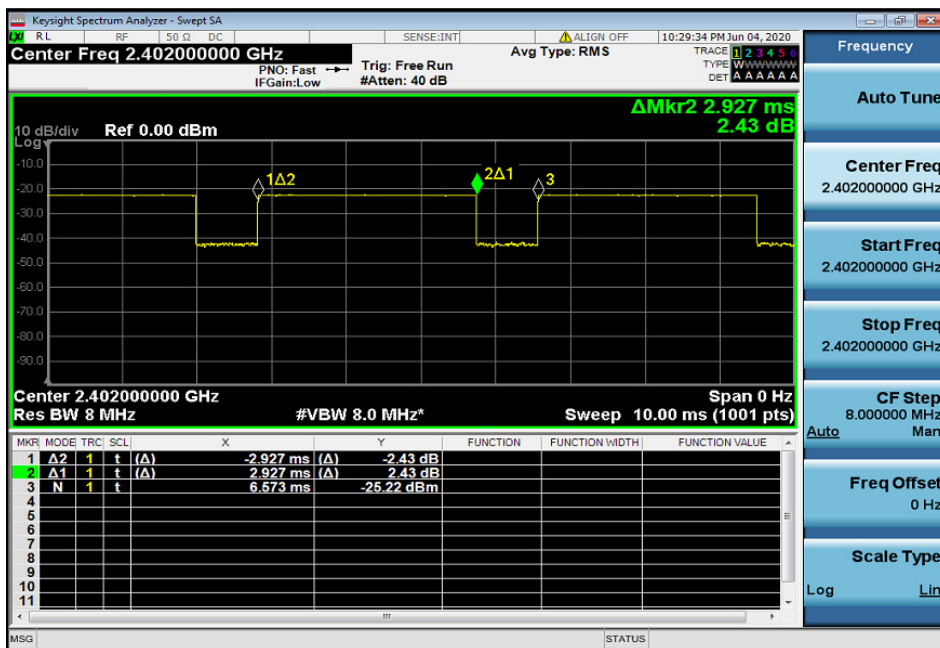 Keysight Spectrum Analyzer - Swept SA
LXI RL RF 50 Ω DC SENSE:INT ALIGN OFF 10:29:34 PM Jun 04, 2020
Center Freq 2.402000000 GHz Avg Type: RMS TRACE 1 2 3 4 5 6
PNO: Fast Trig: Free Run TYPE WWWWWW
IFGain:Low #Atten: 40 dB DET A A A A A A
ΔMkr2 2.927 ms
10 dB/div Ref 0.00 dBm 2.43 dB
Log
-10.0
-20.0
-30.0
-40.0
-50.0
-60.0
-70.0
-80.0
-90.0
1Δ2 2Δ1 3
Center 2.402000000 GHz Span 0 Hz
Res BW 8 MHz #VBW 8.0 MHz* Sweep 10.00 ms (1001 pts)
MKR MODE TRC SCL X Y FUNCTION FUNCTION WIDTH FUNCTION VALUE
1 Δ2 1 t (Δ) -2.927 ms (Δ) -2.43 dB
2 Δ1 1 t (Δ) 2.927 ms (Δ) 2.43 dB
3 N 1 t 6.573 ms -25.22 dBm
4
5
6
7
8
9
10
11
MSG STATUS
Frequency
Auto Tune
Center Freq
2.402000000 GHz
Start Freq
2.402000000 GHz
Stop Freq
2.402000000 GHz
CF Step
8.000000 MHz
Auto Man
Freq Offset
0 Hz
Scale Type
Log Lin